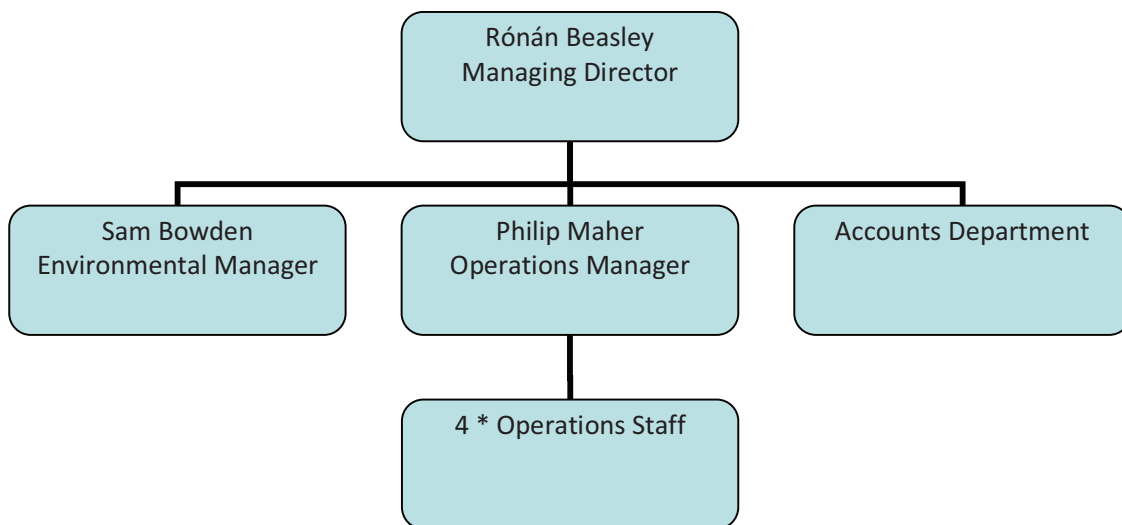 Rónán Beasley
Managing Director
Sam Bowden
Environmental Manager
Philip Maher
Operations Manager
Accounts Department
4 * Operations Staff